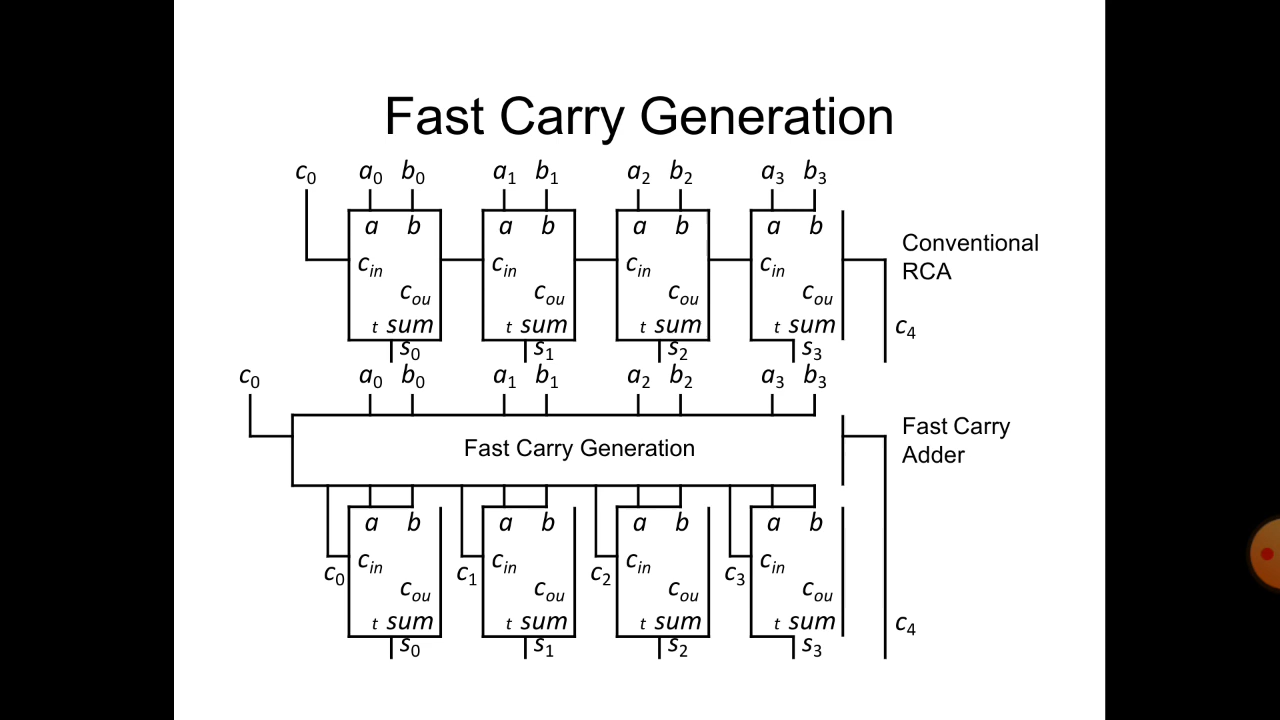 Fast Carry Generation
c0 a0 b0 a1 b1 a2 b2 a3 b3
a b a b a b a b
Conventional
RCA
cin cin cin cin
cou cou cou cou
t sum t sum t sum t sum
c4
s0 s1 s2 s3
c0 a0 b0 a1 b1 a2 b2 a3 b3
Fast Carry
Adder
Fast Carry Generation
a b a b a b a b
cin cin cin cin
c0 c1 c2 c3
cou cou cou cou
t sum t sum t sum t sum
c4
s0 s1 s2 s3